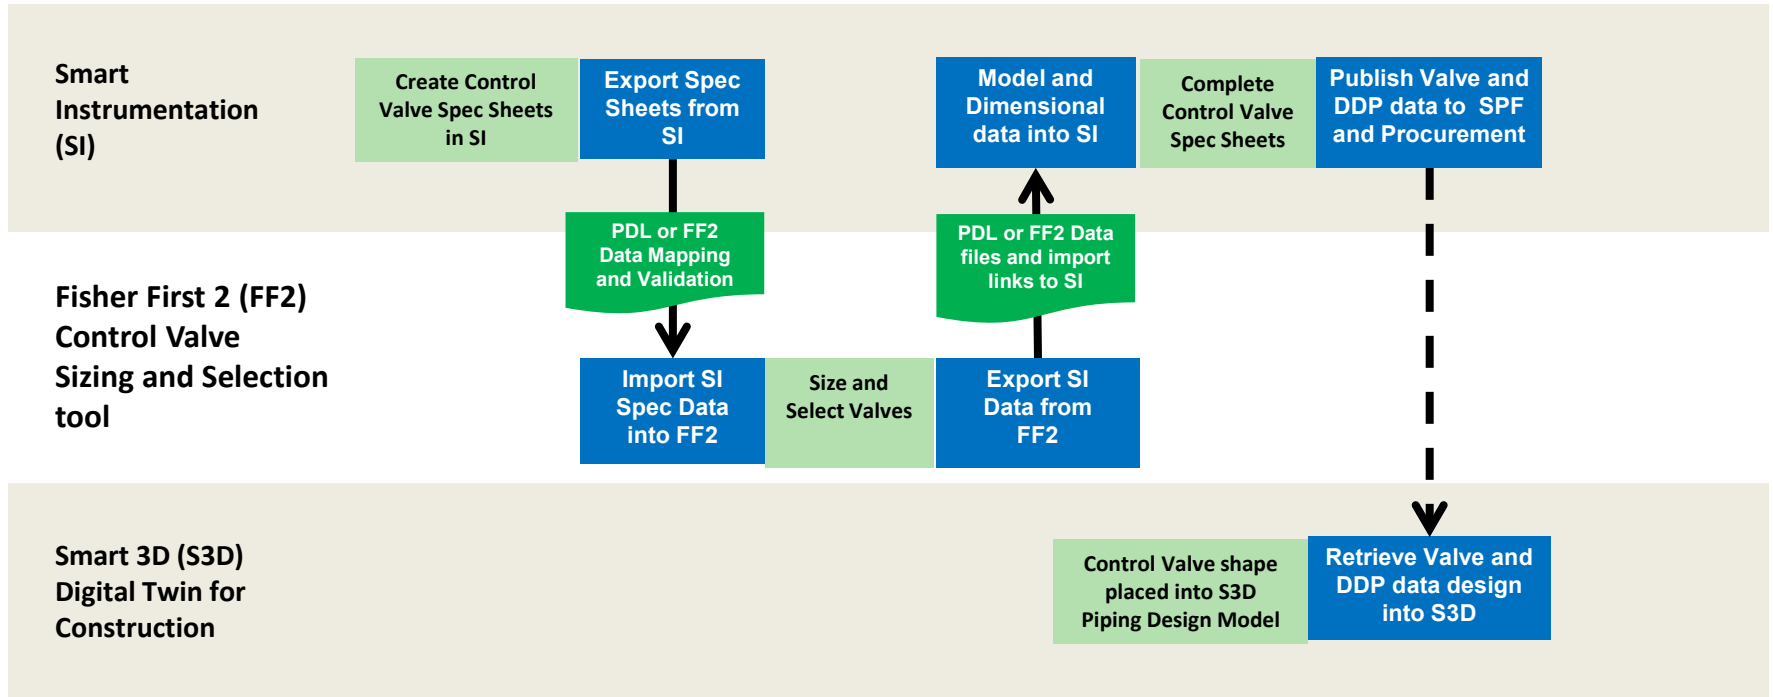 Smart
Instrumentation
(SI)
Create Control
Valve Spec Sheets
in SI
Export Spec
Sheets from
SI
Model and
Dimensional
data into SI
Complete
Control Valve
Spec Sheets
Publish Valve and
DDP data to SPF
and Procurement
PDL or FF2
Data Mapping
and Validation
PDL or FF2 Data
files and import
links to SI
Fisher First 2 (FF2)
Control Valve
Sizing and Selection
tool
Import SI
Spec Data
into FF2
Size and
Select Valves
Export SI
Data from
FF2
Smart 3D (S3D)
Digital Twin for
Construction
Control Valve shape
placed into S3D
Piping Design Model
Retrieve Valve and
DDP data design
into S3D